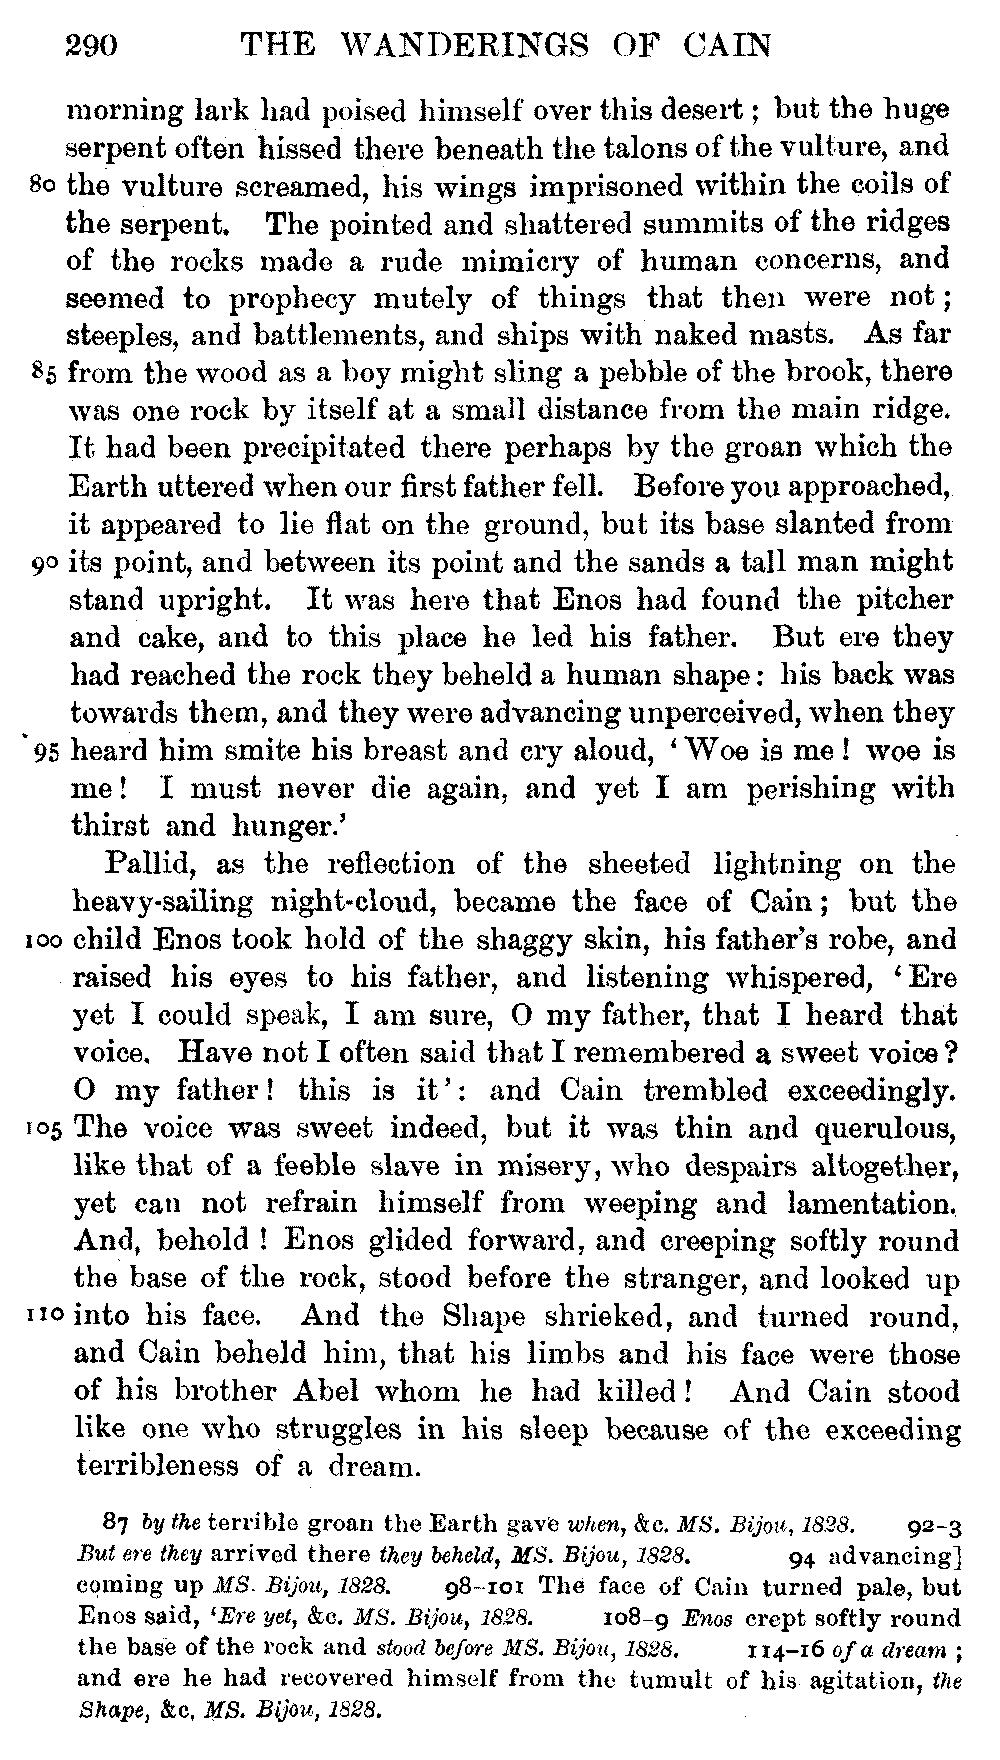 290 THE WANDERINGS OF CAIN
morning lark had poised himself over this desert ; but the huge
serpent often hissed there beneath the talons of the vulture, and
80 the vulture screamed, his wings imprisoned within the coils of
the serpent. The pointed and shattered summits of the ridges
of the rocks made a rude mimicry of human concerns, and
seemed to prophecy mutely of things that then were not ;
steeples, and battlements, and ships with naked masts. As far
85 from the wood as a boy might sling a pebble of the brook, there
was one rock by itself at a small distance from the main ridge.
It had been precipitated there perhaps by the groan which the
Earth uttered when our first father fell. Before you approached,
it appeared to lie flat on the ground, but its base slanted from
90 its point, and between its point and the sands a tall man might
stand upright. It was here that Enos had found the pitcher
and cake, and to this place he led his father. But ere they
had reached the rock they beheld a human shape: his back was
towards them, and they were advancing unperceived, when they
95 heard him smite his breast and cry aloud, ‘Woe is me! woe is
me! I must never die again, and yet I am perishing with
thirst and hunger.’
Pallid, as the reflection of the sheeted lightning on the
heavy-sailing night-cloud, became the face of Cain; but the
100 child Enos took hold of the shaggy skin, his father’s robe, and
raised his eyes to his father, and listening whispered, ‘Ere
yet I could speak, I am sure, O my father, that I heard that
voice. Have not I often said that I remembered a sweet voice?
O my father! this is it’: and Cain trembled exceedingly.
105 The voice was sweet indeed, but it was thin and querulous,
like that of a feeble slave in misery, who despairs altogether,
yet can not refrain himself from weeping and lamentation.
And, behold! Enos glided forward, and creeping softly round
the base of the rock, stood before the stranger, and looked up
110 into his face. And the Shape shrieked, and turned round,
and Cain beheld him, that his limbs and his face were those
of his brother Abel whom he had killed! And Cain stood
like one who struggles in his sleep because of the exceeding
terribleness of a dream.
87 by the terrible groan the Earth gave when, &c. MS. Bijou, 1828. 92-3
But ere they arrived there they beheld, MS. Bijou, 1828. 94 advancing]
coming up MS. Bijou, 1828. 98-101 The face of Cain turned pale, but
Enos said, ‘Ere yet, &c. MS. Bijou, 1828. 108-9 Enos crept softly round
the base of the rock and stood before MS. Bijou, 1828. 114-16 of a dream ;
and ere he had recovered himself from the tumult of his agitation, the
Shape, &c, MS. Bijou, 1828.